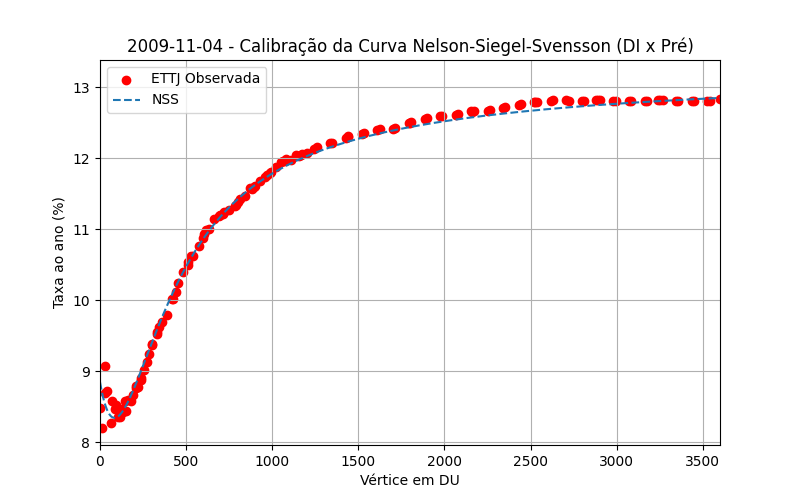 2009-11-04 - Calibração da Curva Nelson-Siegel-Svensson (DI x Pré)
ETTJ Observada
NSS
Taxa ao ano (%)
13
12
11
10
9
8
0 500 1000 1500 2000 2500 3000 3500
Vértice em DU